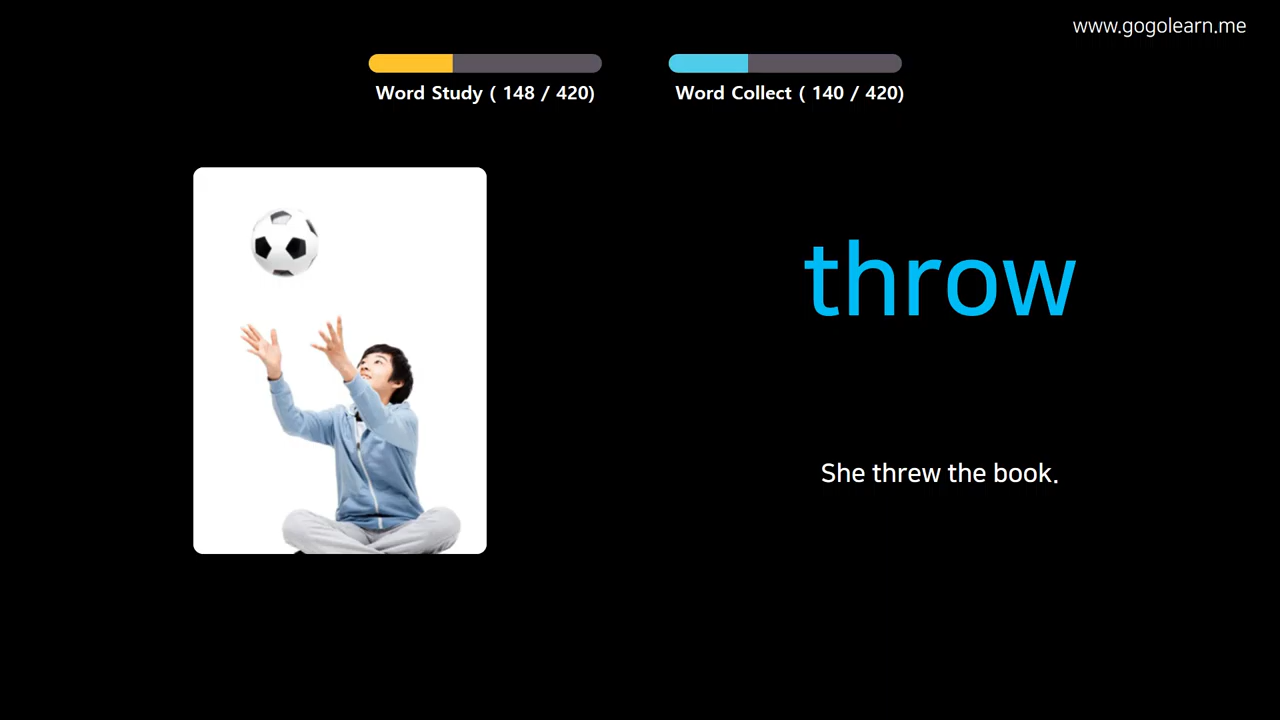 www.gogolearn.me
Word Study ( 148 / 420)
Word Collect ( 140 / 420)
throw
She threw the book.